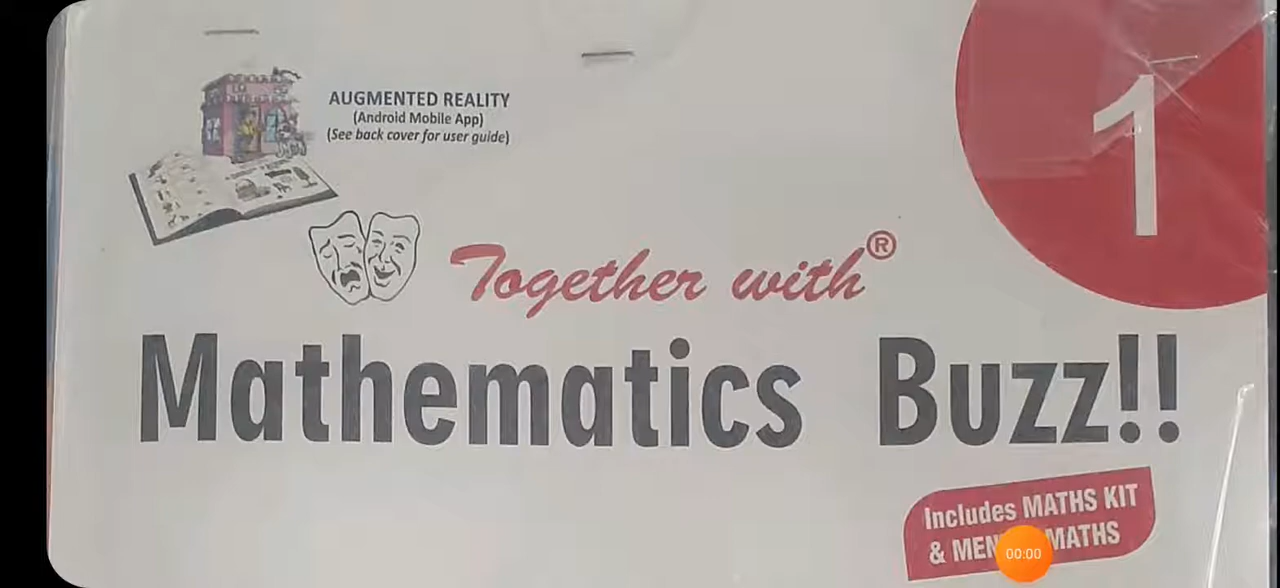 AUGMENTED REALITY
(Android Mobile App)
(See back cover for user guide)
1
Together with®
Mathematics Buzz!!
Includes MATHS KIT
& MEN MATHS
00:00